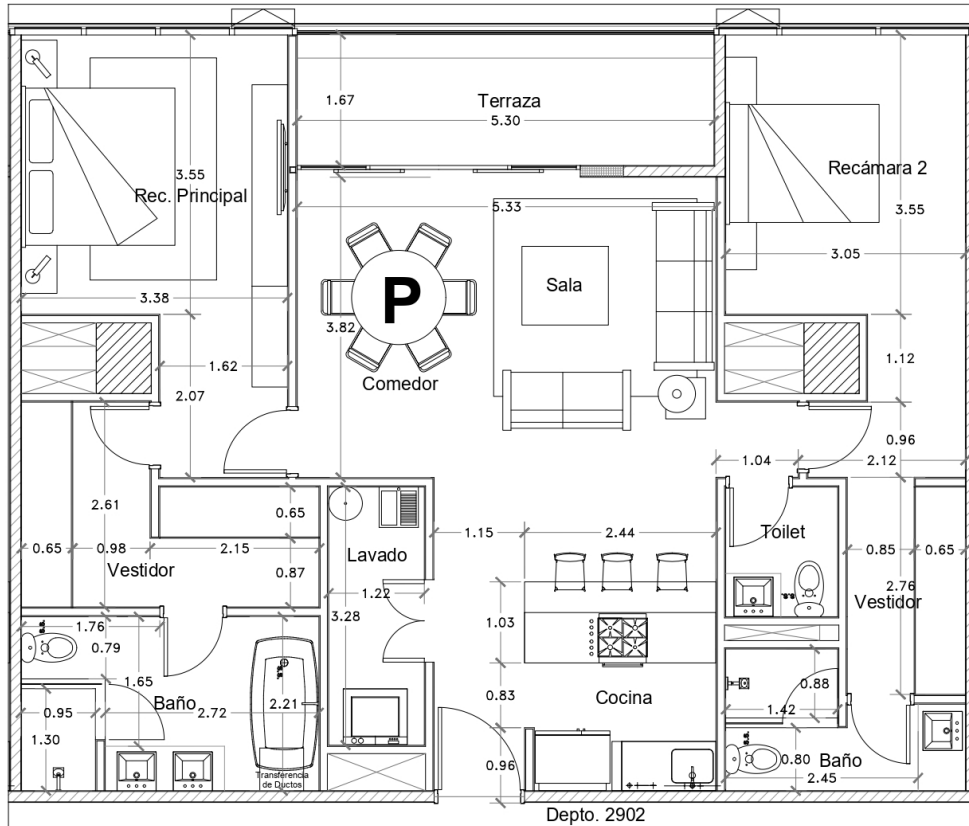 Terraza
1.67
5.30
3.55
Rec. Principal
Recámara 2
3.55
5.33
3.05
P
Sala
3.38
3.82
1.62
1.12
Comedor
2.07
0.96
1.04
2.12
2.61
0.65
1.15
2.44
Toilet
Lavado
0.65
0.98
2.15
0.87
0.85
0.65
Vestidor
1.22
2.76
Vestidor
3.28
1.76
1.03
0.79
1.65
0.88
Baño
Cocina
0.95
2.72
2.21
0.83
1.42
1.30
Baño
0.80
0.96
2.45
Transferencia
de Ductos
Depto. 2902